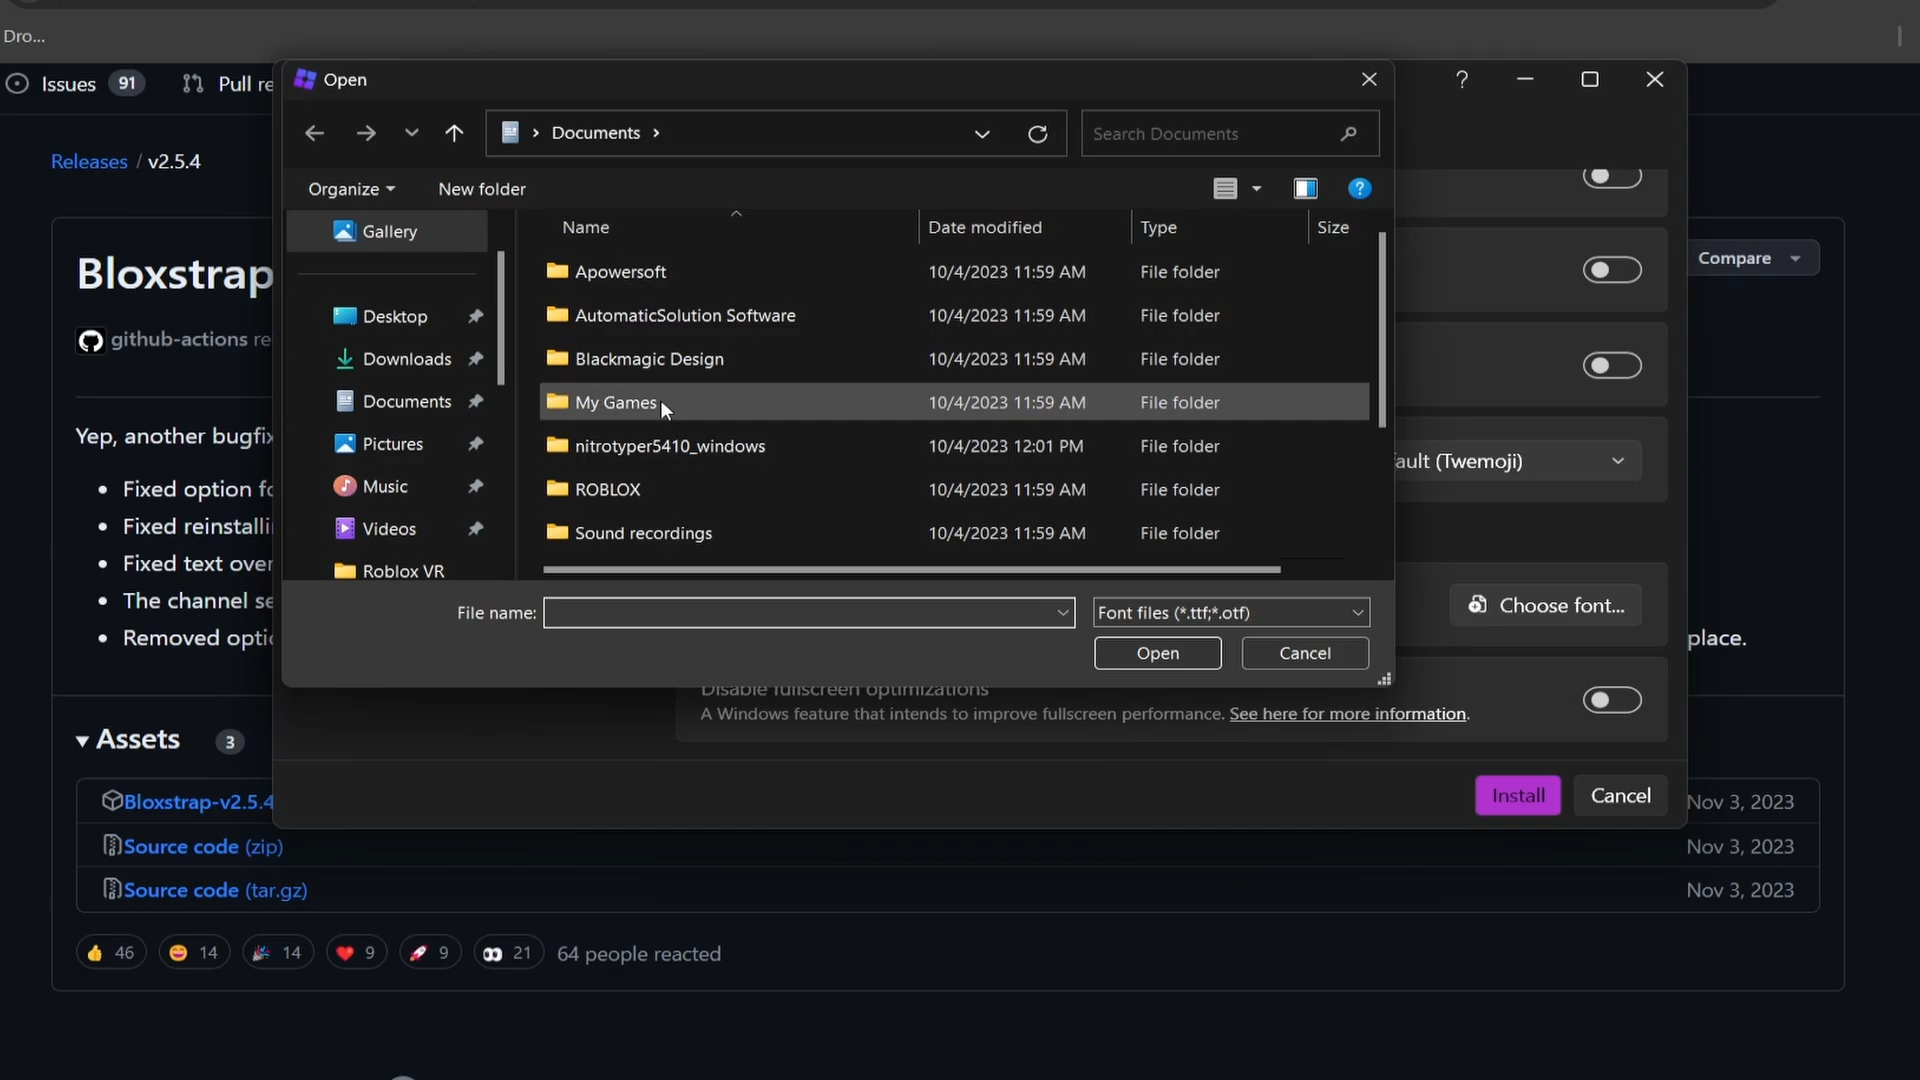 Dro...
Issues 91 Pull re
Open
Documents
Search Documents
Releases / v2.5.4
Organize
New folder
Gallery
Name
Date modified
Type
Size
Compare
Bloxstrap
Apowersoft 10/4/2023 11:59 AM File folder
Desktop
AutomaticSolution Software 10/4/2023 11:59 AM File folder
github-actions re
Downloads
Blackmagic Design 10/4/2023 11:59 AM File folder
Documents
My Games 10/4/2023 11:59 AM File folder
Yep, another bugfix
Pictures
nitrotyper5410_windows 10/4/2023 12:01 PM File folder
ault (Twemoji)
Fixed option fo
Music
ROBLOX 10/4/2023 11:59 AM File folder
Fixed reinstalli
Videos
Sound recordings 10/4/2023 11:59 AM File folder
Fixed text over
Roblox VR
The channel se
File name:
Font files (*.ttf;*.otf)
Choose font...
Removed optic
Open
Cancel
place.
Disable fullscreen optimizations
A Windows feature that intends to improve fullscreen performance. See here for more information.
Assets 3
Install
Cancel
Bloxstrap-v2.5.4
Nov 3, 2023
Source code (zip)
Nov 3, 2023
Source code (tar.gz)
Nov 3, 2023
46 14 14 9 9 21 64 people reacted